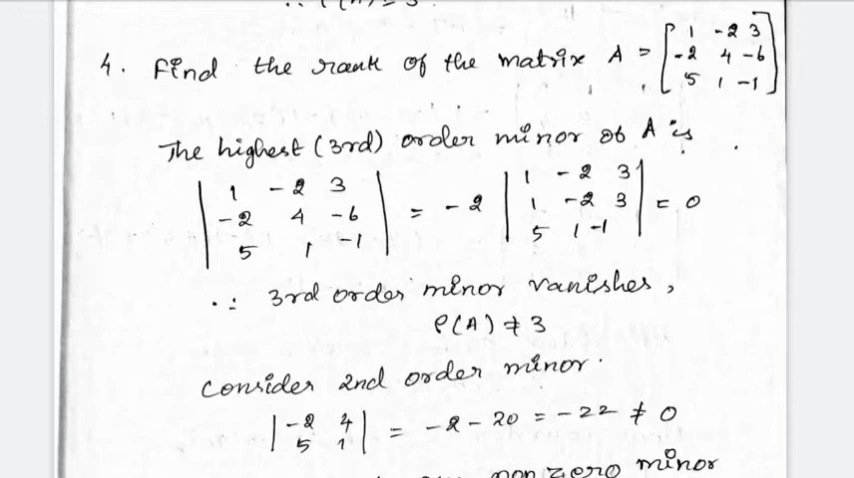 4. Find the rank of the matrix A = [ 1 -2 3
-2 4 -6
5 1 -1 ]
The highest (3rd) order minor of A is
| 1 -2 3
-2 4 -6
5 1 -1 | = -2 | 1 -2 3
1 -2 3
5 1 -1 | = 0
∴ 3rd order minor vanishes,
ρ(A) ≠ 3
Consider 2nd order minor.
| -2 4
5 1 | = -2 - 20 = -22 ≠ 0
non zero minor